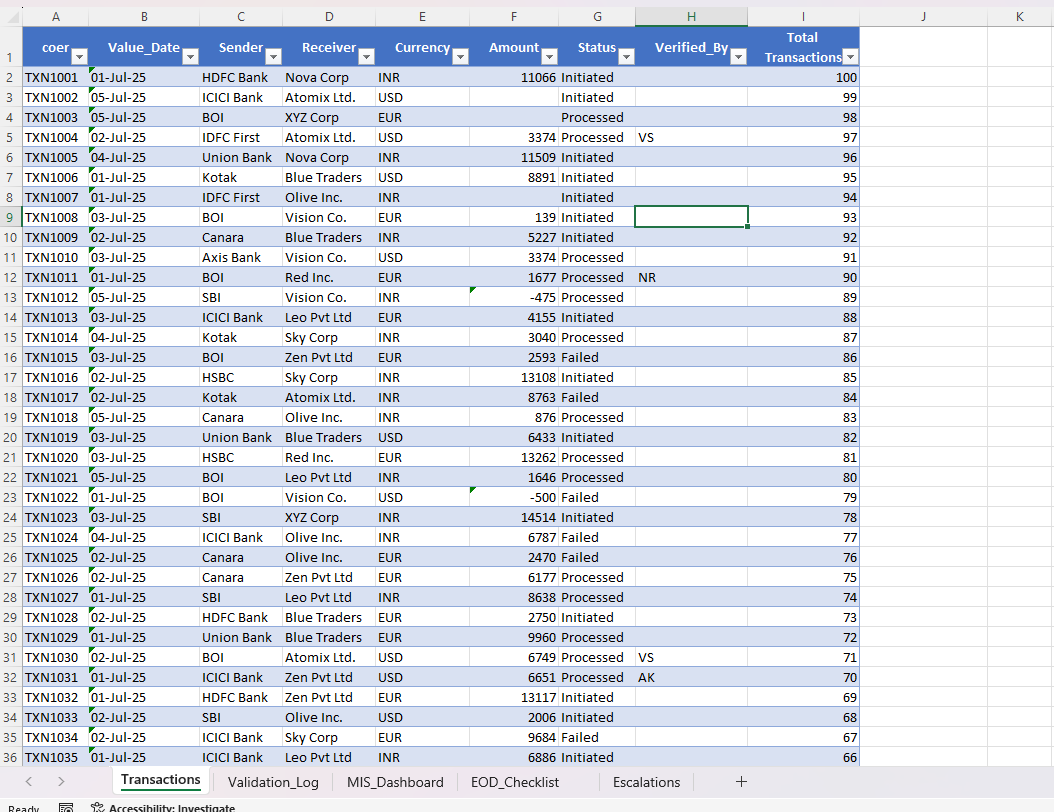 A B C D E F G H I J K
1 coer Value_Date Sender Receiver Currency Amount Status Verified_By Total Transactions
2 TXN1001 01-Jul-25 HDFC Bank Nova Corp INR 11066 Initiated 100
3 TXN1002 05-Jul-25 ICICI Bank Atomix Ltd. USD Initiated 99
4 TXN1003 05-Jul-25 BOI XYZ Corp EUR Processed 98
5 TXN1004 02-Jul-25 IDFC First Atomix Ltd. USD 3374 Processed VS 97
6 TXN1005 04-Jul-25 Union Bank Nova Corp INR 11509 Initiated 96
7 TXN1006 01-Jul-25 Kotak Blue Traders USD 8891 Initiated 95
8 TXN1007 01-Jul-25 IDFC First Olive Inc. INR Initiated 94
9 TXN1008 03-Jul-25 BOI Vision Co. EUR 139 Initiated 93
10 TXN1009 02-Jul-25 Canara Blue Traders INR 5227 Initiated 92
11 TXN1010 03-Jul-25 Axis Bank Vision Co. USD 3374 Processed 91
12 TXN1011 01-Jul-25 BOI Red Inc. EUR 1677 Processed NR 90
13 TXN1012 05-Jul-25 SBI Vision Co. INR -475 Processed 89
14 TXN1013 03-Jul-25 ICICI Bank Leo Pvt Ltd EUR 4155 Initiated 88
15 TXN1014 04-Jul-25 Kotak Sky Corp INR 3040 Processed 87
16 TXN1015 03-Jul-25 BOI Zen Pvt Ltd EUR 2593 Failed 86
17 TXN1016 02-Jul-25 HSBC Sky Corp INR 13108 Initiated 85
18 TXN1017 02-Jul-25 Kotak Atomix Ltd. INR 8763 Failed 84
19 TXN1018 05-Jul-25 Canara Olive Inc. INR 876 Processed 83
20 TXN1019 03-Jul-25 Union Bank Blue Traders USD 6433 Initiated 82
21 TXN1020 03-Jul-25 HSBC Red Inc. EUR 13262 Processed 81
22 TXN1021 05-Jul-25 BOI Leo Pvt Ltd INR 1646 Processed 80
23 TXN1022 01-Jul-25 BOI Vision Co. USD -500 Failed 79
24 TXN1023 03-Jul-25 SBI XYZ Corp INR 14514 Initiated 78
25 TXN1024 04-Jul-25 ICICI Bank Olive Inc. INR 6787 Failed 77
26 TXN1025 02-Jul-25 Canara Olive Inc. EUR 2470 Failed 76
27 TXN1026 02-Jul-25 Canara Zen Pvt Ltd EUR 6177 Processed 75
28 TXN1027 01-Jul-25 SBI Leo Pvt Ltd INR 8638 Processed 74
29 TXN1028 02-Jul-25 HDFC Bank Blue Traders EUR 2750 Initiated 73
30 TXN1029 01-Jul-25 Union Bank Blue Traders EUR 9960 Processed 72
31 TXN1030 02-Jul-25 BOI Atomix Ltd. USD 6749 Processed VS 71
32 TXN1031 01-Jul-25 ICICI Bank Zen Pvt Ltd USD 6651 Processed AK 70
33 TXN1032 01-Jul-25 HDFC Bank Zen Pvt Ltd EUR 13117 Initiated 69
34 TXN1033 02-Jul-25 SBI Olive Inc. USD 2006 Initiated 68
35 TXN1034 02-Jul-25 ICICI Bank Sky Corp EUR 9684 Failed 67
36 TXN1035 01-Jul-25 ICICI Bank Leo Pvt Ltd INR 6886 Initiated 66
Transactions Validation_Log MIS_Dashboard EOD_Checklist Escalations
Ready Accessibility: Investigate